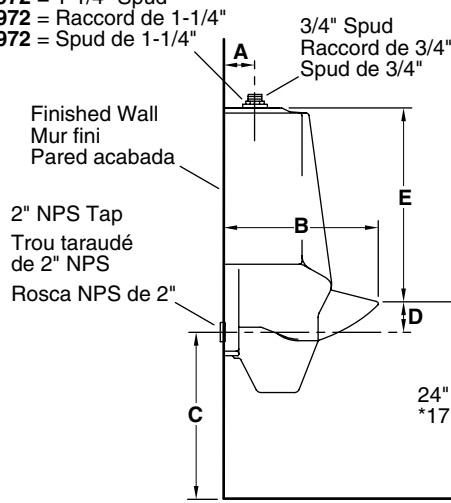 = 1-1/4" Spud
972 = Raccord de 1-1/4"
972 = Spud de 1-1/4"
A
3/4" Spud
Raccord de 3/4"
Spud de 3/4"
Finished Wall
Mur fini
Pared acabada
E
2" NPS Tap
B
Trou taraudé
de 2" NPS
Rosca NPS de 2"
D
C
24"
*17